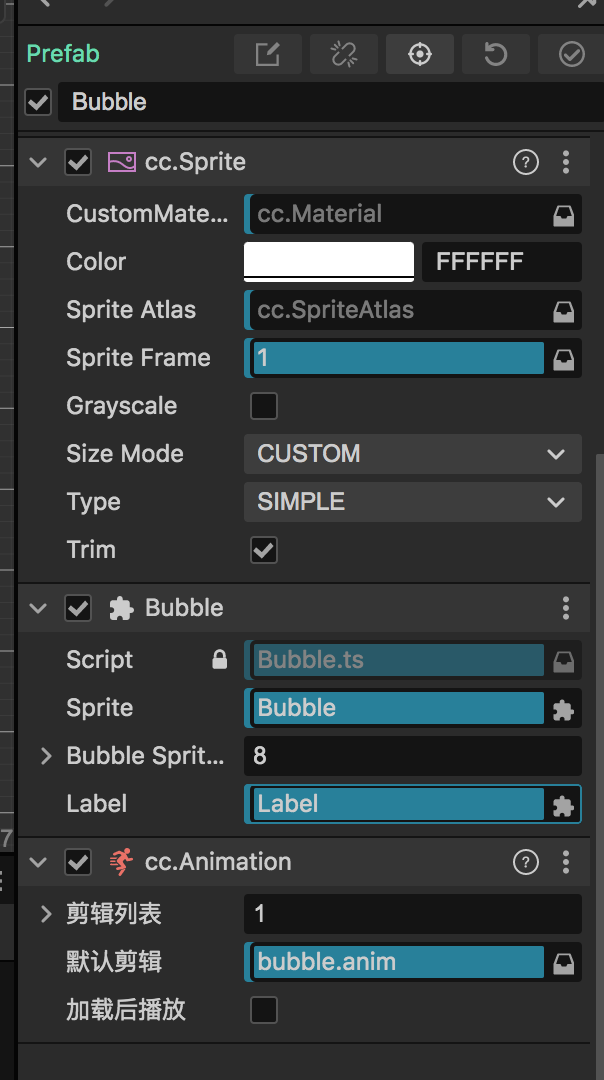 Prefab
Bubble
cc.Sprite
CustomMate... cc.Material
Color FFFFFF
Sprite Atlas cc.SpriteAtlas
Sprite Frame 1
Grayscale
Size Mode CUSTOM
Type SIMPLE
Trim
Bubble
Script Bubble.ts
Sprite Bubble
Bubble Sprit... 8
Label Label
7
cc.Animation
剪辑列表 1
默认剪辑 bubble.anim
加载后播放